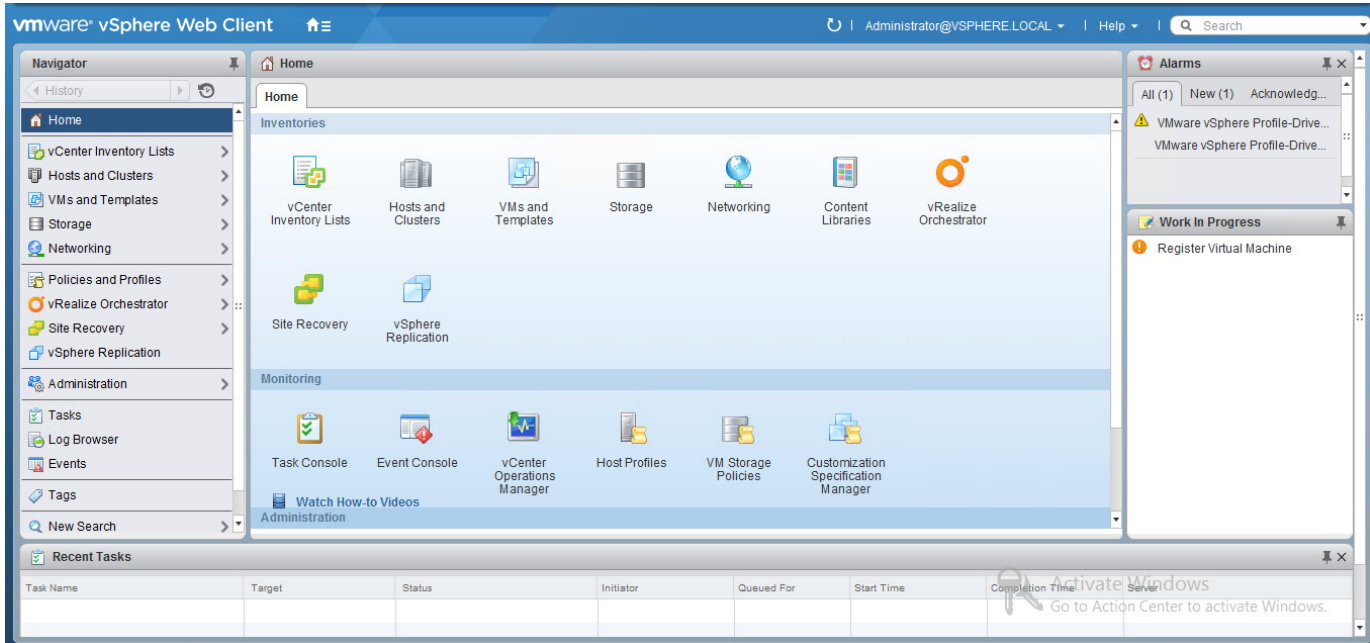 vmware® vSphere Web Client
Administrator@VSPHERE.LOCAL
Help
Search
Navigator
History
Home
vCenter Inventory Lists
Hosts and Clusters
VMs and Templates
Storage
Networking
Policies and Profiles
vRealize Orchestrator
Site Recovery
vSphere Replication
Administration
Tasks
Log Browser
Events
Tags
New Search
Home
Home
Inventories
vCenter
Inventory Lists
Hosts and
Clusters
VMs and
Templates
Storage
Networking
Content
Libraries
vRealize
Orchestrator
Site Recovery
vSphere
Replication
Monitoring
Task Console
Event Console
vCenter
Operations
Manager
Host Profiles
VM Storage
Policies
Customization
Specification
Manager
Watch How-to Videos
Administration
Alarms
All (1) New (1) Acknowledg...
VMware vSphere Profile-Drive...
VMware vSphere Profile-Drive...
Work In Progress
Register Virtual Machine
Recent Tasks
Task Name Target Status Initiator Queued For Start Time Completion Time Server
Activate Windows
Go to Action Center to activate Windows.